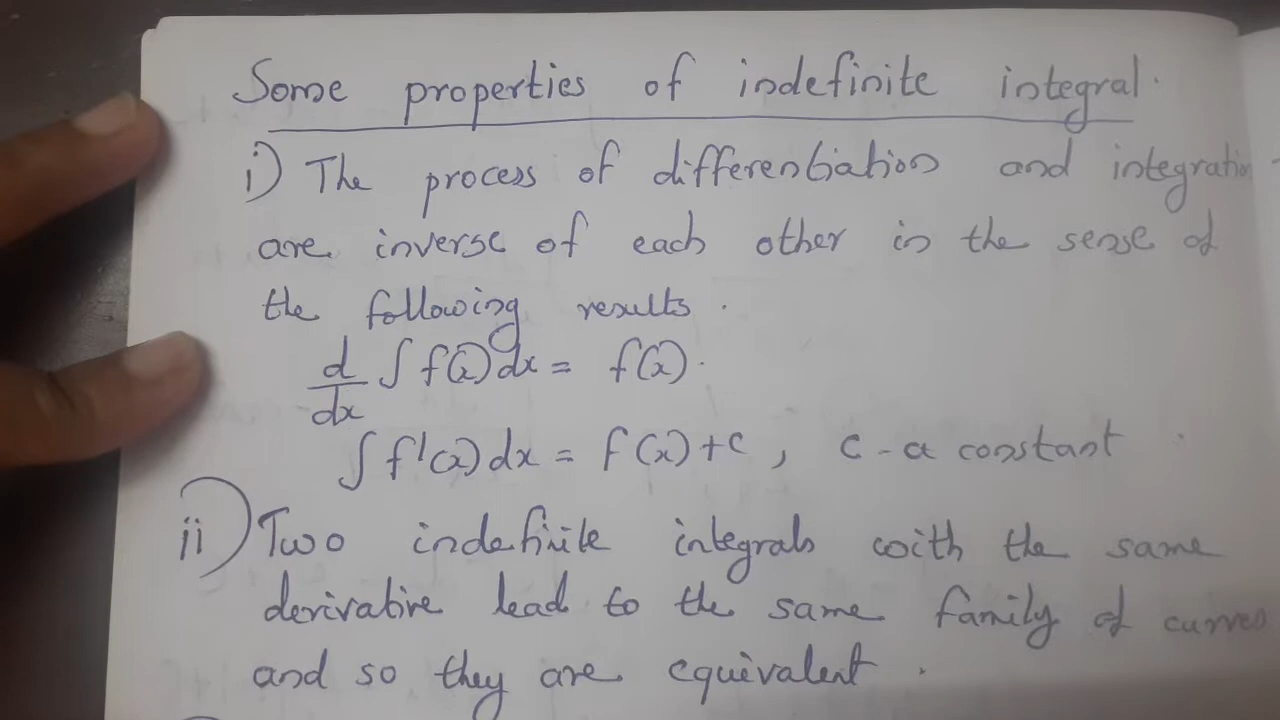 Some properties of indefinite integral.
i) The process of differentiation and integration
are inverse of each other in the sense of
the following results.
d/dx ∫ f(x) dx = f(x).
∫ f'(x) dx = f(x) + c, c - a constant
ii) Two indefinite integrals with the same
derivative lead to the same family of curves
and so they are equivalent.